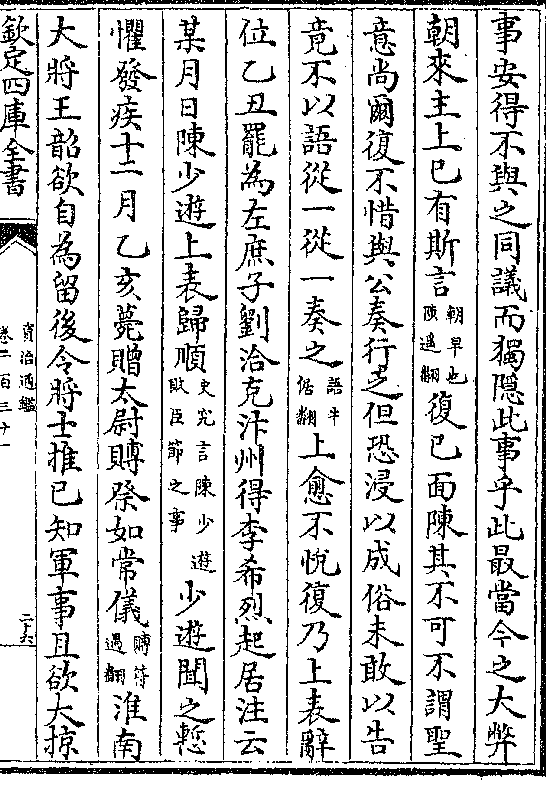 事安得不與之同議而獨隱此事乎此最當今之大弊
朝來主上已有斯言朝早也陟遥翻復已面陳其不可不謂聖
意尚爾復不惜與公奏行之但恐浸以成俗未敢以告
竟不以語從一從一奏之語牛倨翻上愈不悦復乃上表辭
位乙丑罷為左庶子劉洽克汴州得李希烈起居注云
某月日陳少遊上表歸順史究言陳少遊敗臣節之事少遊聞之慙
懼發疾十二月乙亥薨贈太尉賻祭如常儀賻符遇翻淮南
大將王韶欲自為留後令將士推己知軍事且欲大掠
欽定四庫全書
資治通鑑
卷二百三十一
二十六